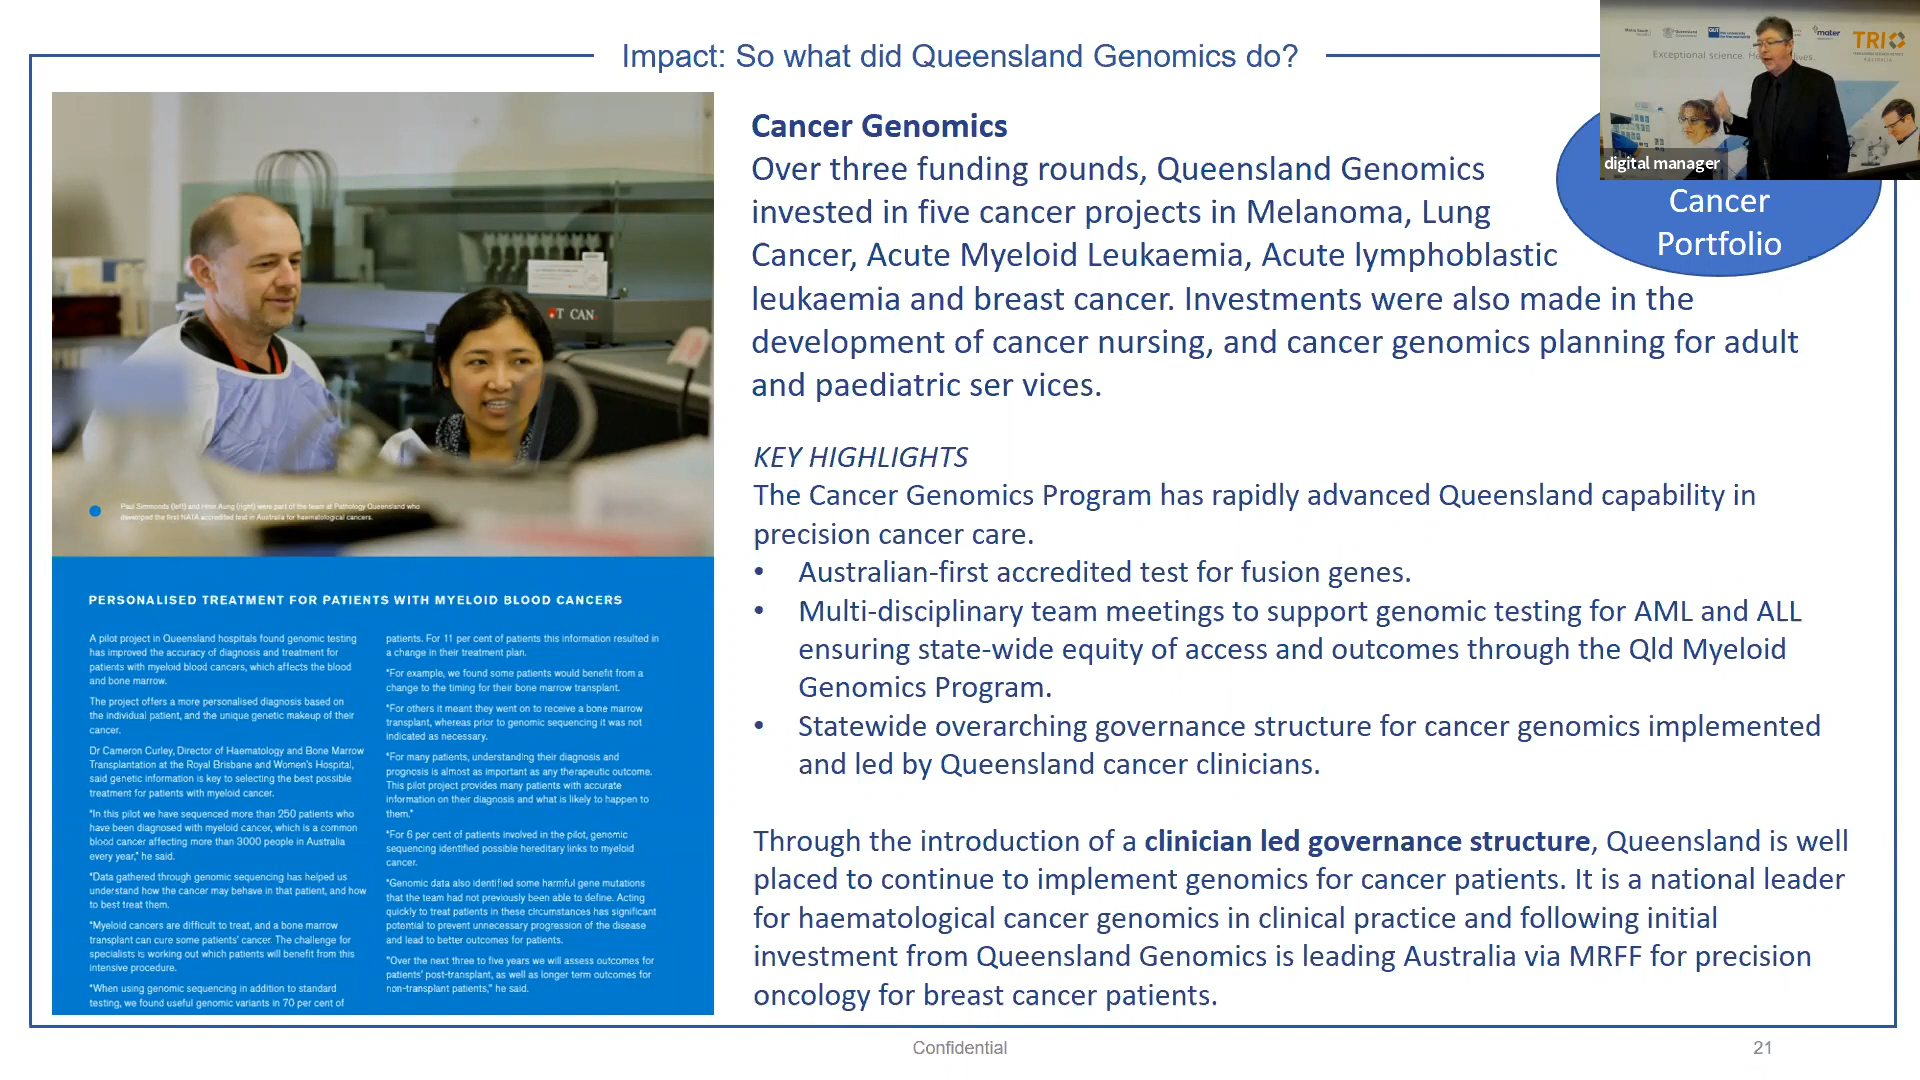 Impact: So what did Queensland Genomics do?
mater
TRI
Exceptional science.
digital manager
Cancer
Portfolio
Cancer Genomics
Over three funding rounds, Queensland Genomics
invested in five cancer projects in Melanoma, Lung
Cancer, Acute Myeloid Leukaemia, Acute lymphoblastic
leukaemia and breast cancer. Investments were also made in the
development of cancer nursing, and cancer genomics planning for adult
and paediatric ser vices.
KEY HIGHLIGHTS
The Cancer Genomics Program has rapidly advanced Queensland capability in
precision cancer care.
• Australian-first accredited test for fusion genes.
• Multi-disciplinary team meetings to support genomic testing for AML and ALL
ensuring state-wide equity of access and outcomes through the Qld Myeloid
Genomics Program.
• Statewide overarching governance structure for cancer genomics implemented
and led by Queensland cancer clinicians.
Through the introduction of a clinician led governance structure, Queensland is well
placed to continue to implement genomics for cancer patients. It is a national leader
for haematological cancer genomics in clinical practice and following initial
investment from Queensland Genomics is leading Australia via MRFF for precision
oncology for breast cancer patients.
T CAN.
Paul Simmonds (left) and Hnin Aung (right) were part of the team at Pathology Queensland who
developed the first NATA accredited test in Australia for haematological cancers.
PERSONALISED TREATMENT FOR PATIENTS WITH MYELOID BLOOD CANCERS
A pilot project in Queensland hospitals found genomic testing
has improved the accuracy of diagnosis and treatment for
patients with myeloid blood cancers, which affects the blood
and bone marrow.
The project offers a more personalised diagnosis based on
the individual patient, and the unique genetic makeup of their
cancer.
Dr Cameron Curley, Director of Haematology and Bone Marrow
Transplantation at the Royal Brisbane and Women's Hospital,
said genetic information is key to selecting the best possible
treatment for patients with myeloid cancer.
"In this pilot we have sequenced more than 250 patients who
have been diagnosed with myeloid cancer, which is a common
blood cancer affecting more than 3000 people in Australia
every year," he said.
"Data gathered through genomic sequencing has helped us
understand how the cancer may behave in that patient, and how
to best treat them.
"Myeloid cancers are difficult to treat, and a bone marrow
transplant can cure some patients' cancer. The challenge for
specialists is working out which patients will benefit from this
intensive procedure.
"When using genomic sequencing in addition to standard
testing, we found useful genomic variants in 70 per cent of
patients. For 11 per cent of patients this information resulted in
a change in their treatment plan.
"For example, we found some patients would benefit from a
change to the timing for their bone marrow transplant.
"For others it meant they went on to receive a bone marrow
transplant, whereas prior to genomic sequencing it was not
indicated as necessary.
"For many patients, understanding their diagnosis and
prognosis is almost as important as any therapeutic outcome.
This pilot project provides many patients with accurate
information on their diagnosis and what is likely to happen to
them."
"For 6 per cent of patients involved in the pilot, genomic
sequencing identified possible hereditary links to myeloid
cancer.
"Genomic data also identified some harmful gene mutations
that the team had not previously been able to define. Acting
quickly to treat patients in these circumstances has significant
potential to prevent unnecessary progression of the disease
and lead to better outcomes for patients.
"Over the next three to five years we will assess outcomes for
patients' post-transplant, as well as longer term outcomes for
non-transplant patients," he said.
Confidential
21